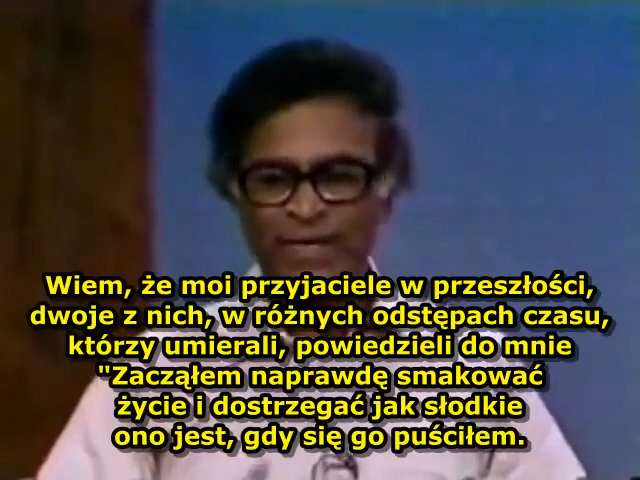 Wiem, że moi przyjaciele w przeszłości,
dwoje z nich, w różnych odstępach czasu,
którzy umierali, powiedzieli do mnie
"Zacząłem naprawdę smakować
życie i dostrzegać jak słodkie
ono jest, gdy się go puściłem.